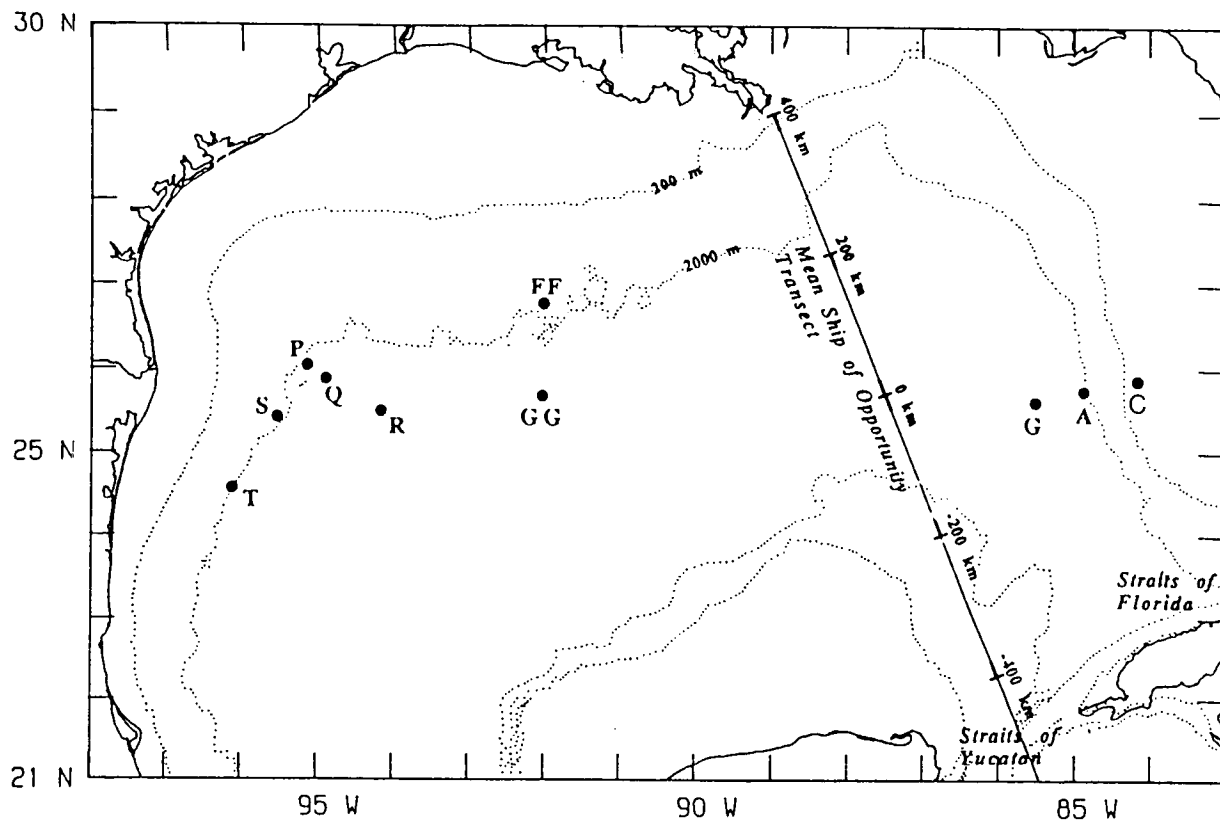 30 N
400 km
200 m
200 km
2000 m
Mean Ship of Opportunity
Transect
FF
P
Q
S
R
GG
0 km
G
A
C
25 N
T
-200 km
Straits of
Florida
-400 km
Straits of
Yucatan
21 N
95 W
90 W
85 W